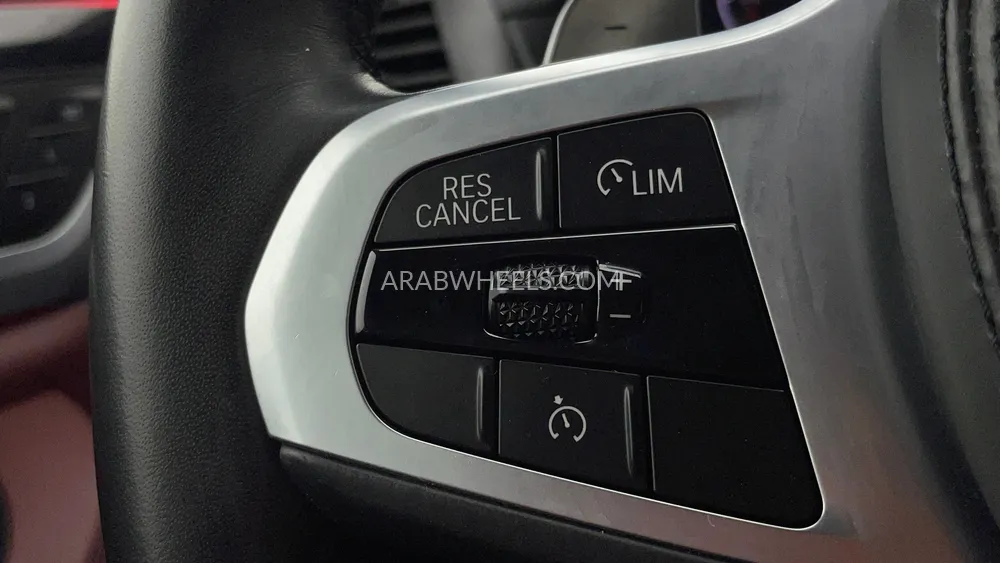 RES
CANCEL
LIM
ARABWHEELS.COM
+
–